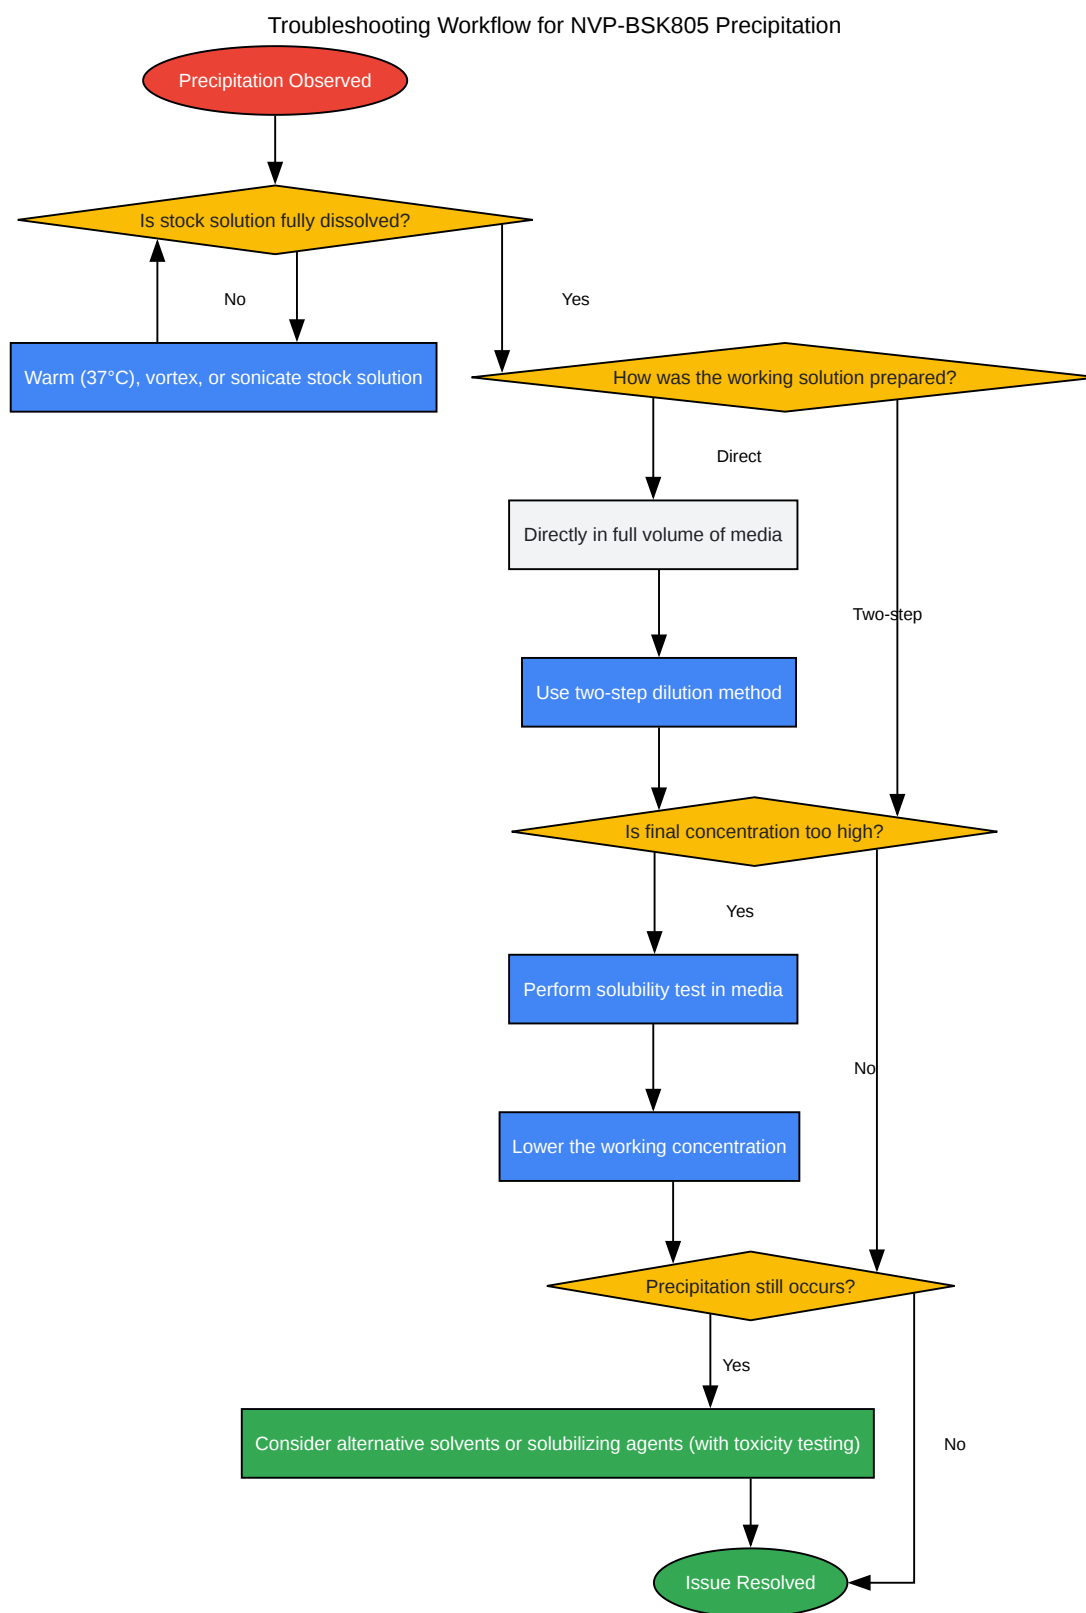 Troubleshooting Workflow for NVP-BSK805 Precipitation
Precipitation Observed
Is stock solution fully dissolved?
No
Yes
Warm (37°C), vortex, or sonicate stock solution
How was the working solution prepared?
Direct
Directly in full volume of media
Two-step
Use two-step dilution method
Is final concentration too high?
Yes
Perform solubility test in media
No
Lower the working concentration
Precipitation still occurs?
Yes
Consider alternative solvents or solubilizing agents (with toxicity testing)
No
Issue Resolved